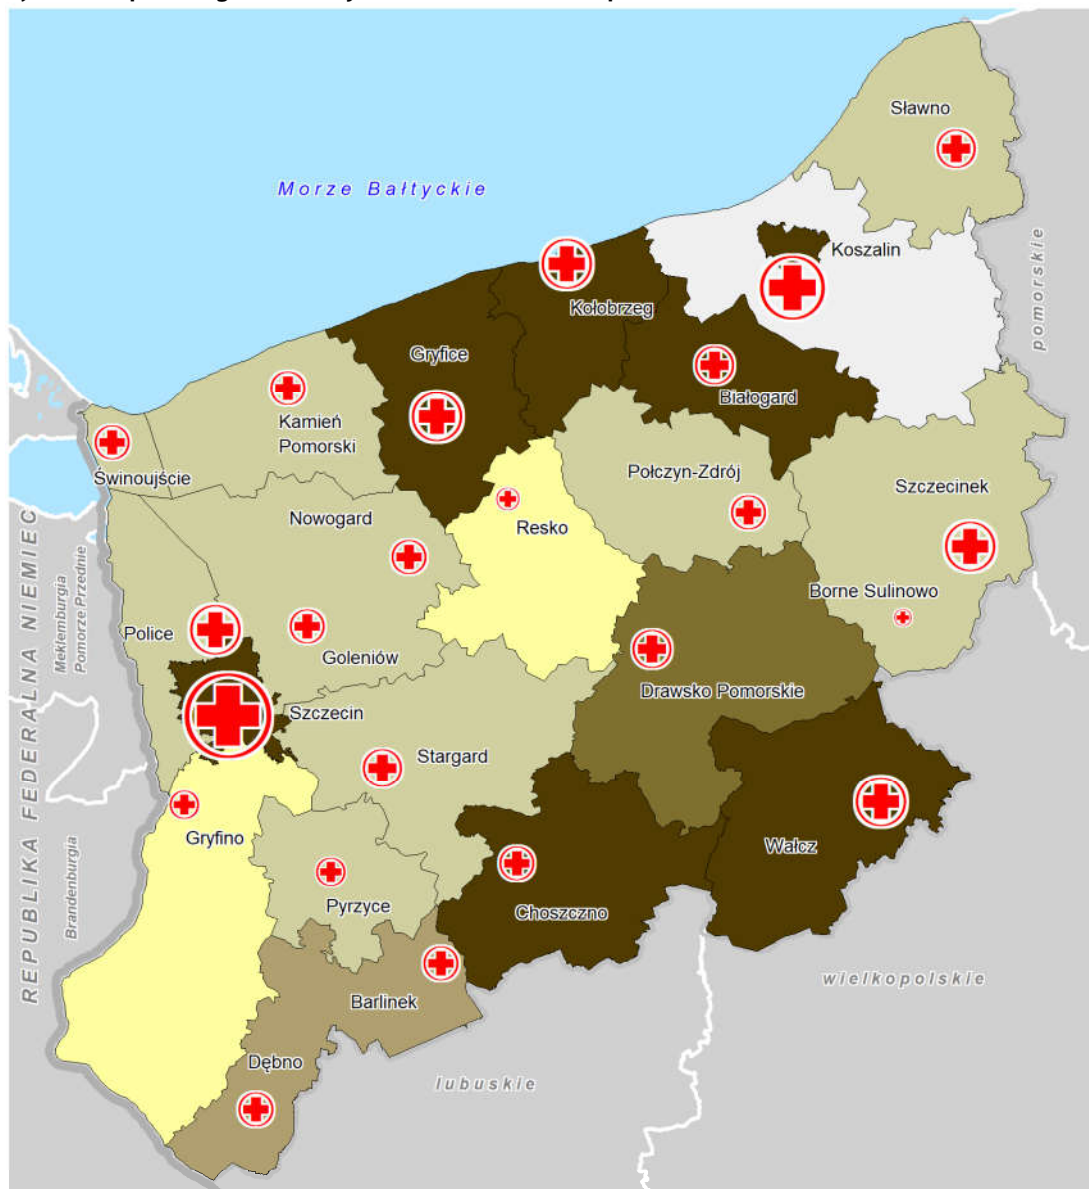 Sławno
Morze Bałtyckie
Koszalin
pomorskie
Kołobrzeg
Gryfice
Białogard
Kamień
Pomorski
Świnoujście
Połczyn-Zdrój
Szczecinek
Nowogard
Resko
Borne Sulinowo
Police
Goleniów
Drawsko Pomorskie
Szczecin
Stargard
Gryfino
Wałcz
Choszczno
Pyrzyce
Barlinek
Dębno
REPUBLIKA FEDERALNA NIEMIEC
Meklemburgia
Pomorze Przednie
Brandenburgia
wielkopolskie
lubuskie